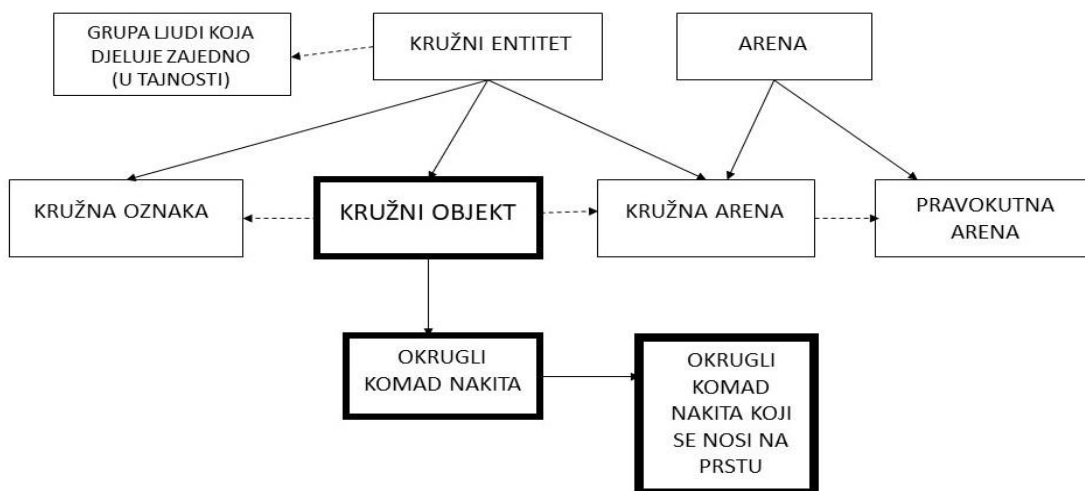 GRUPA LJUDI KOJA
DJELUJE ZAJEDNO
(U TAJNOSTI)
KRUŽNI ENTITET
ARENA
KRUŽNA OZNAKA
KRUŽNI OBJEKT
KRUŽNA ARENA
PRAVOKUTNA
ARENA
OKRUGLI
KOMAD NAKITA
OKRUGLI
KOMAD
NAKITA KOJI
SE NOSI NA
PRSTU